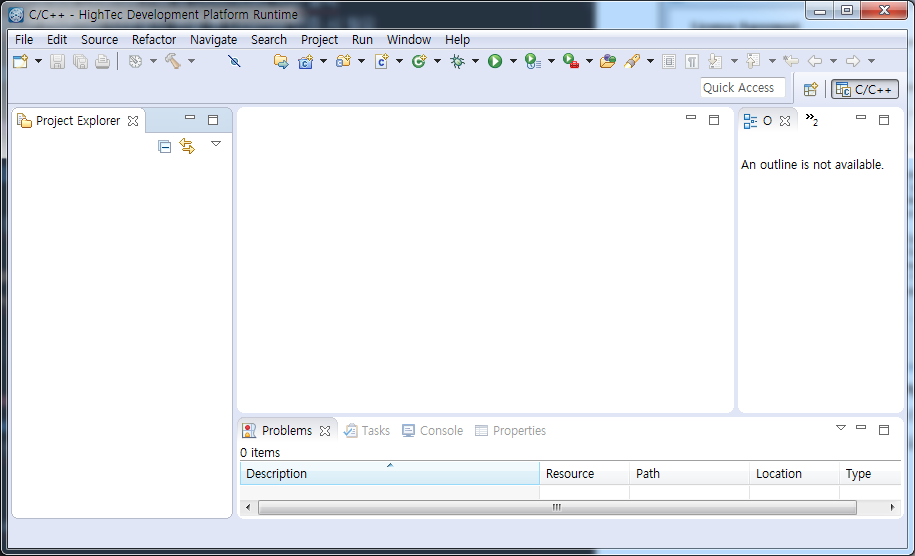 C/C++ - HighTec Development Platform Runtime
File Edit Source Refactor Navigate Search Project Run Window Help
Quick Access
C/C++
Project Explorer
O
»2
An outline is not available.
Problems Tasks Console Properties
0 items
Description Resource Path Location Type